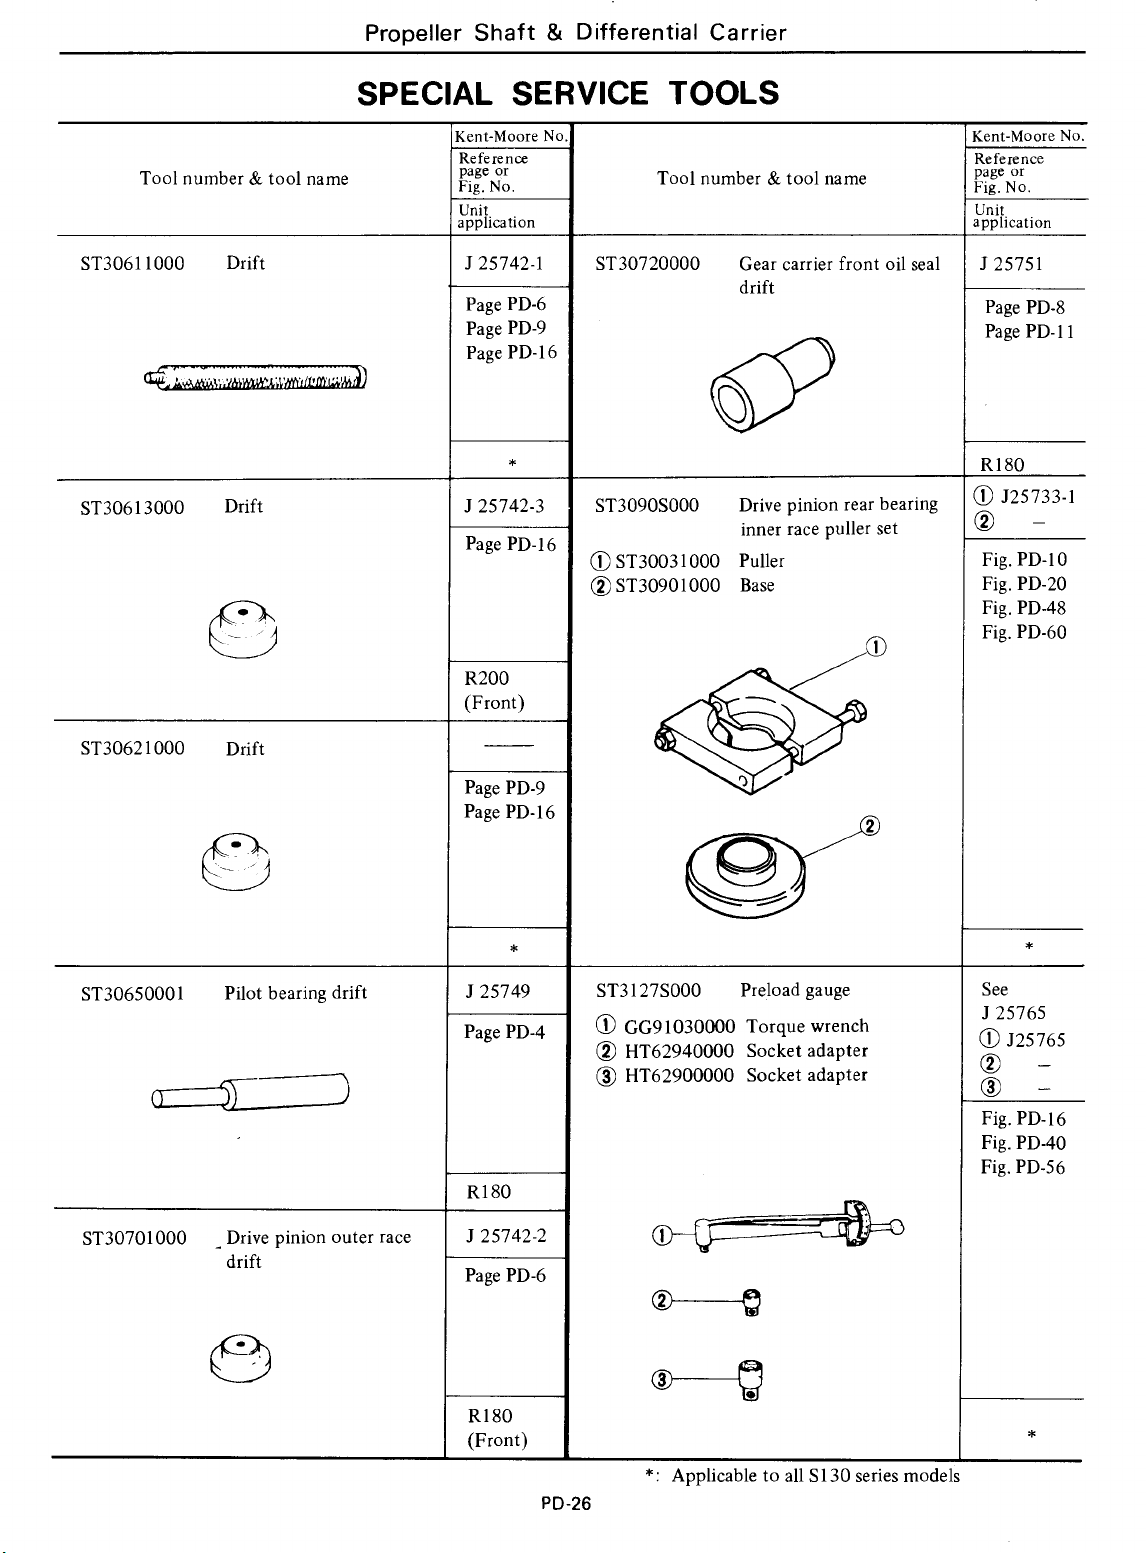 Propeller Shaft & Differential Carrier
SPECIAL SERVICE TOOLS
Tool number & tool name
Kent-Moore No.
Reference
page or
Fig. No.
Unit
application
ST30611000 Drift
J 25742-1
Page PD-6
Page PD-9
Page PD-16
*
ST30613000 Drift
J 25742-3
Page PD-16
R200
(Front)
ST30621000 Drift
—
Page PD-9
Page PD-16
*
ST30650001 Pilot bearing drift
J 25749
Page PD-4
R180
ST30701000 Drive pinion outer race
drift
J 25742-2
Page PD-6
R180
(Front)
Tool number & tool name
Kent-Moore No.
Reference
page or
Fig. No.
Unit
application
ST30720000 Gear carrier front oil seal
drift
J 25751
Page PD-8
Page PD-11
R180
ST3090S000 Drive pinion rear bearing
inner race puller set
① ST30031000 Puller
② ST30901000 Base
① J25733-1
② –
Fig. PD-10
Fig. PD-20
Fig. PD-48
Fig. PD-60
①
②
*
ST3127S000 Preload gauge
① GG91030000 Torque wrench
② HT62940000 Socket adapter
③ HT62900000 Socket adapter
See
J 25765
① J25765
② –
③ –
Fig. PD-16
Fig. PD-40
Fig. PD-56
①
②
③
*
*: Applicable to all S130 series models
PD-26